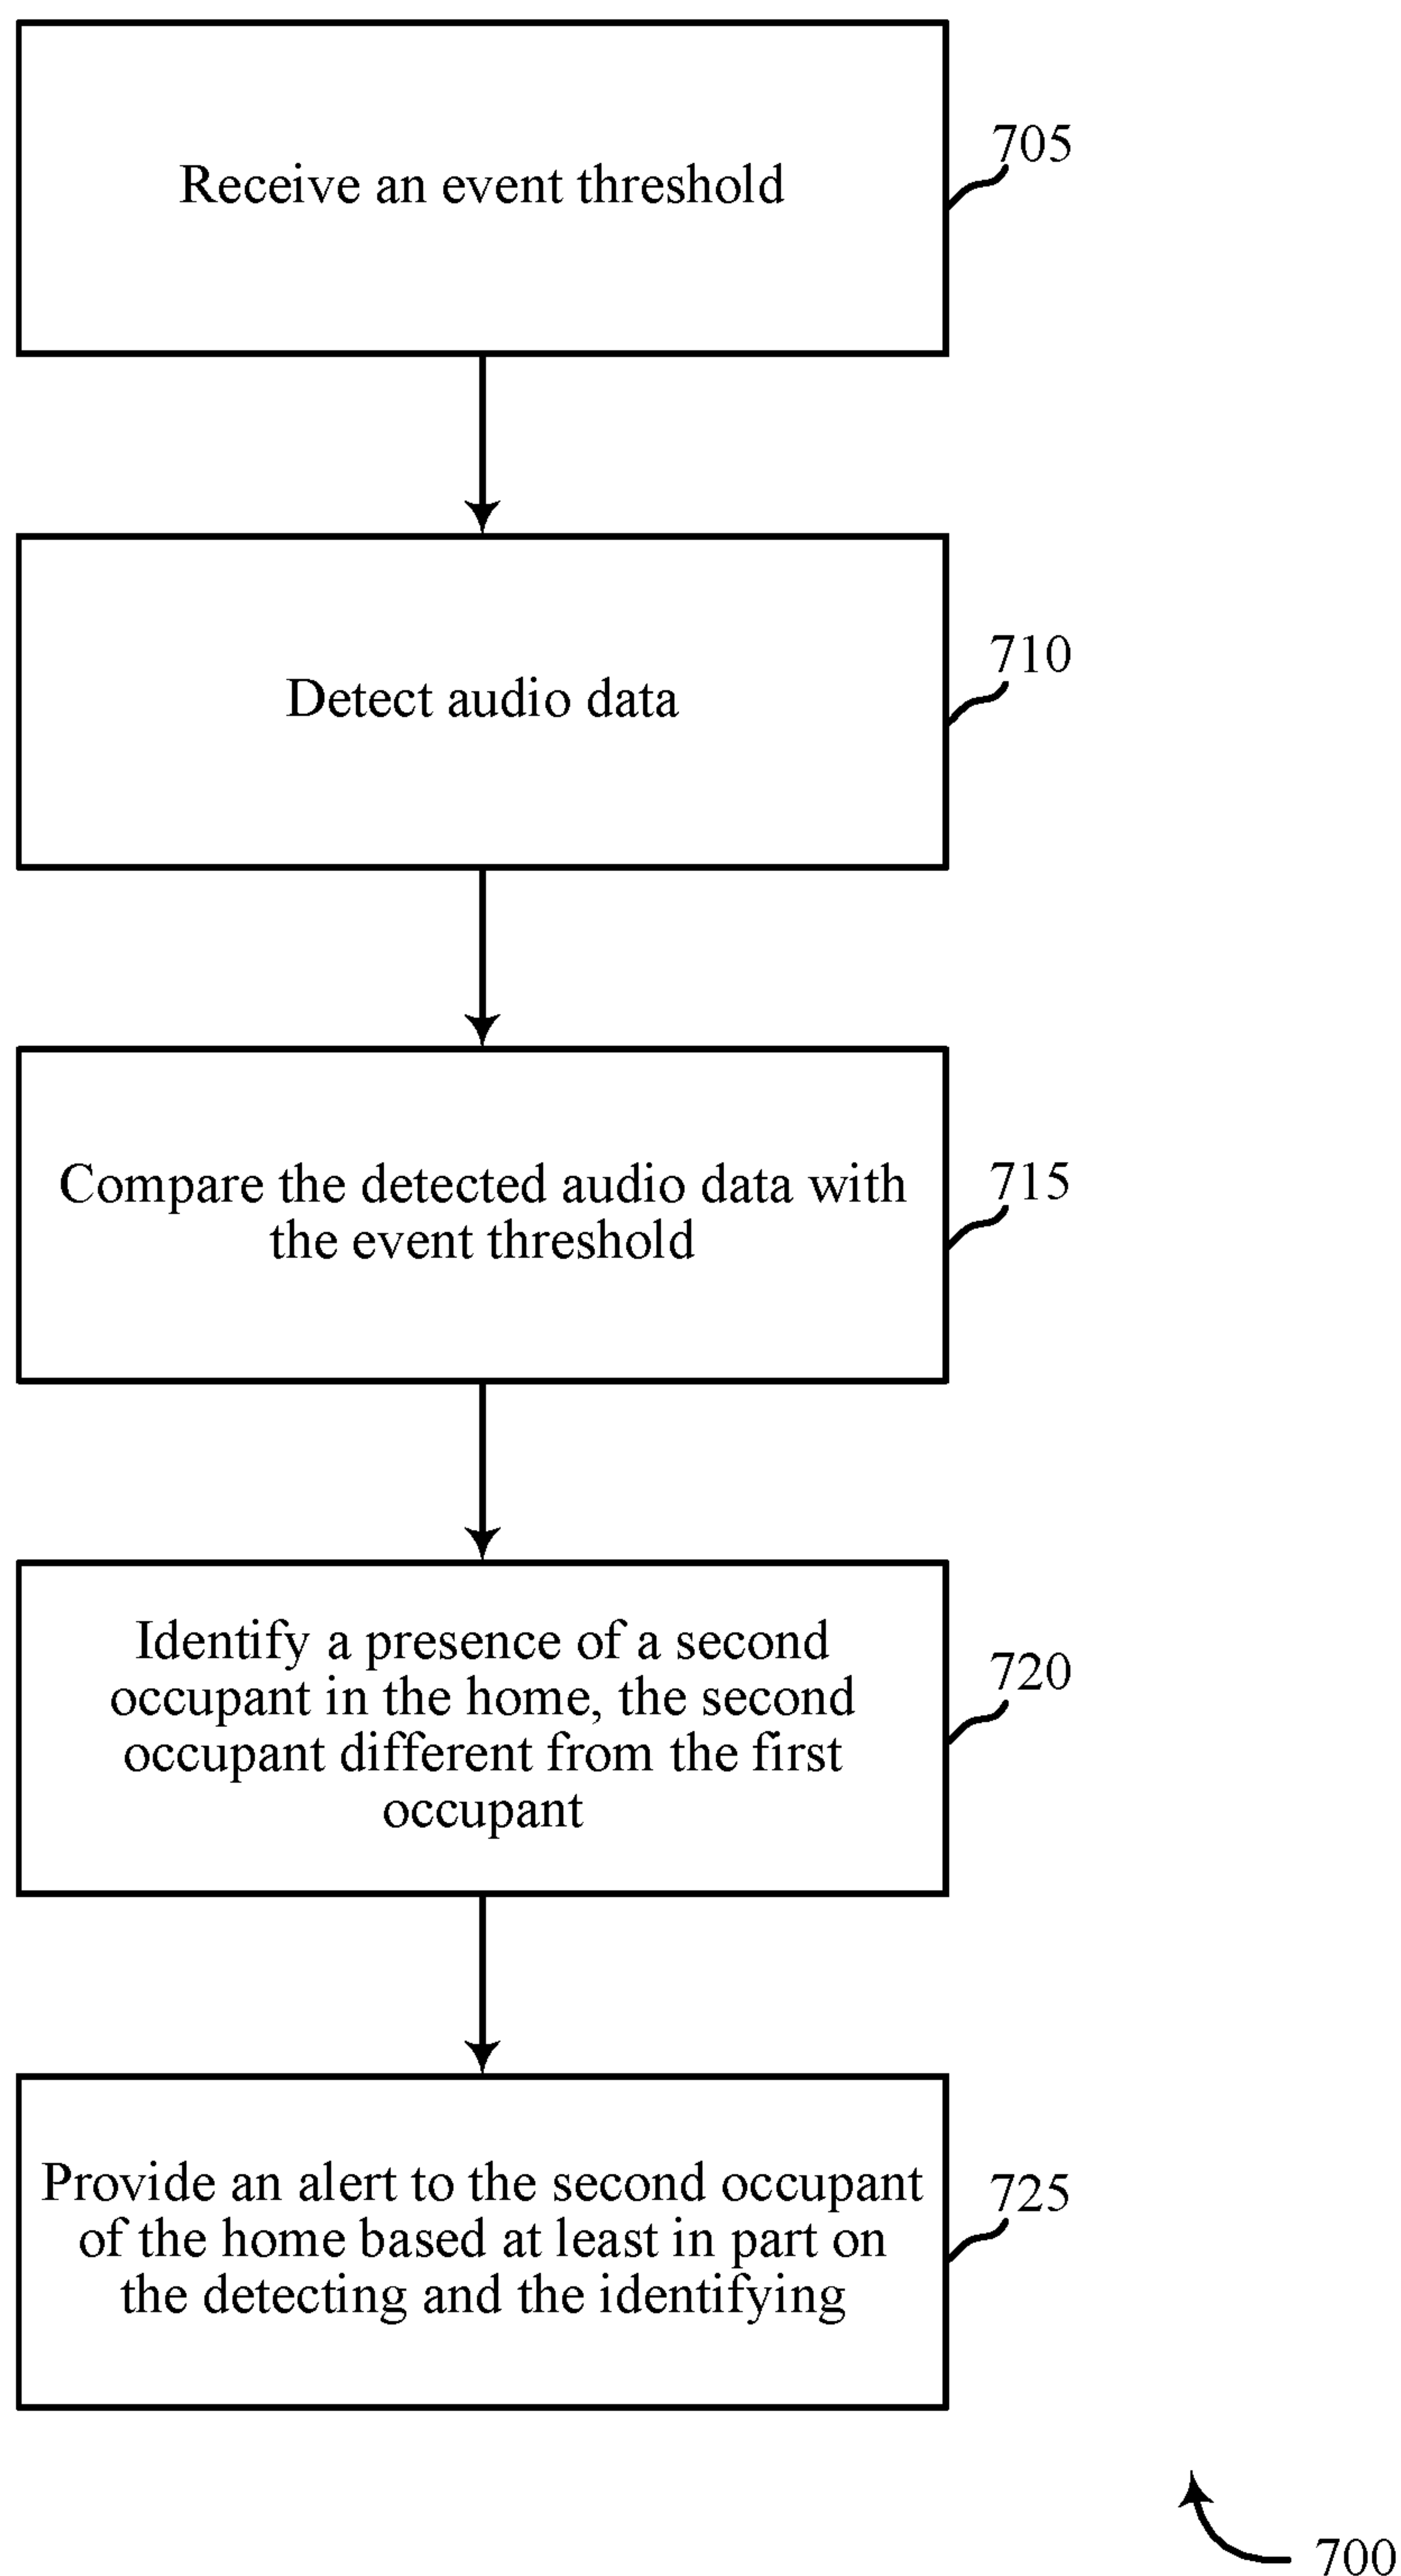 Receive an event threshold
705
Detect audio data
710
Compare the detected audio data with
the event threshold
715
Identify a presence of a second
occupant in the home, the second
occupant different from the first
occupant
720
Provide an alert to the second occupant
of the home based at least in part on
the detecting and the identifying
725
700